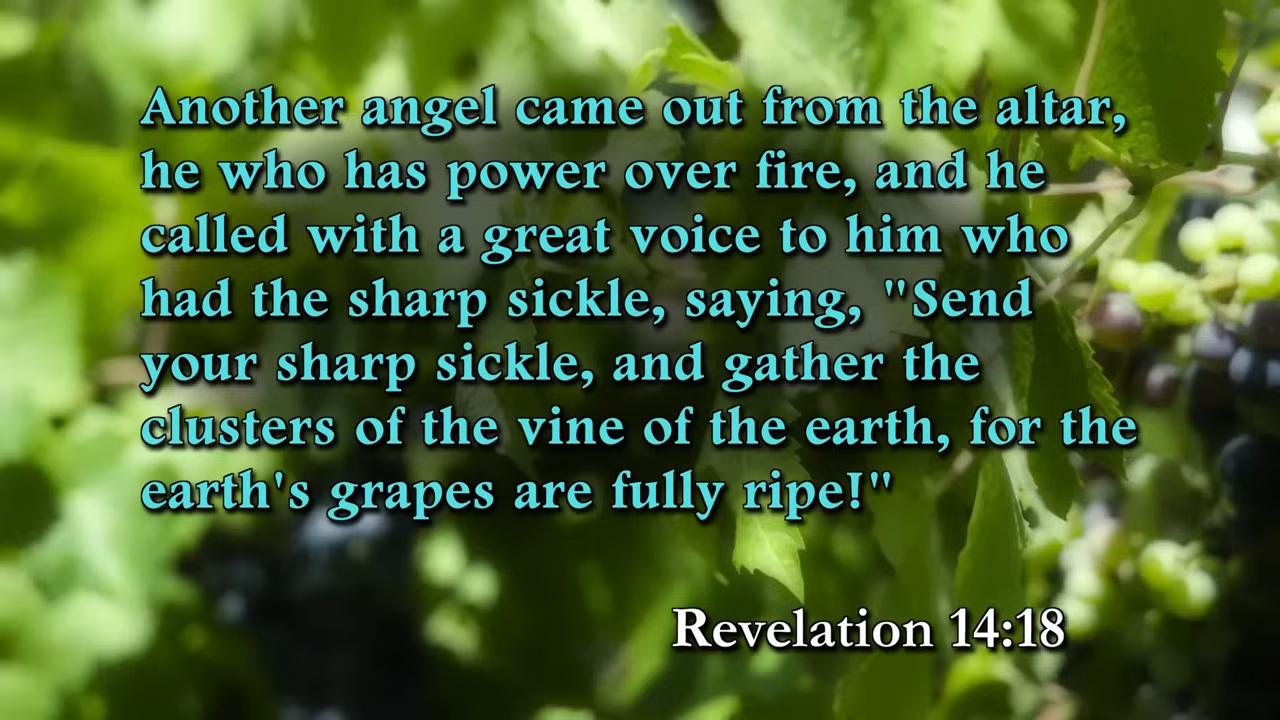 Another angel came out from the altar,
he who has power over fire, and he
called with a great voice to him who
had the sharp sickle, saying, "Send
your sharp sickle, and gather the
clusters of the vine of the earth, for the
earth's grapes are fully ripe!"
Revelation 14:18